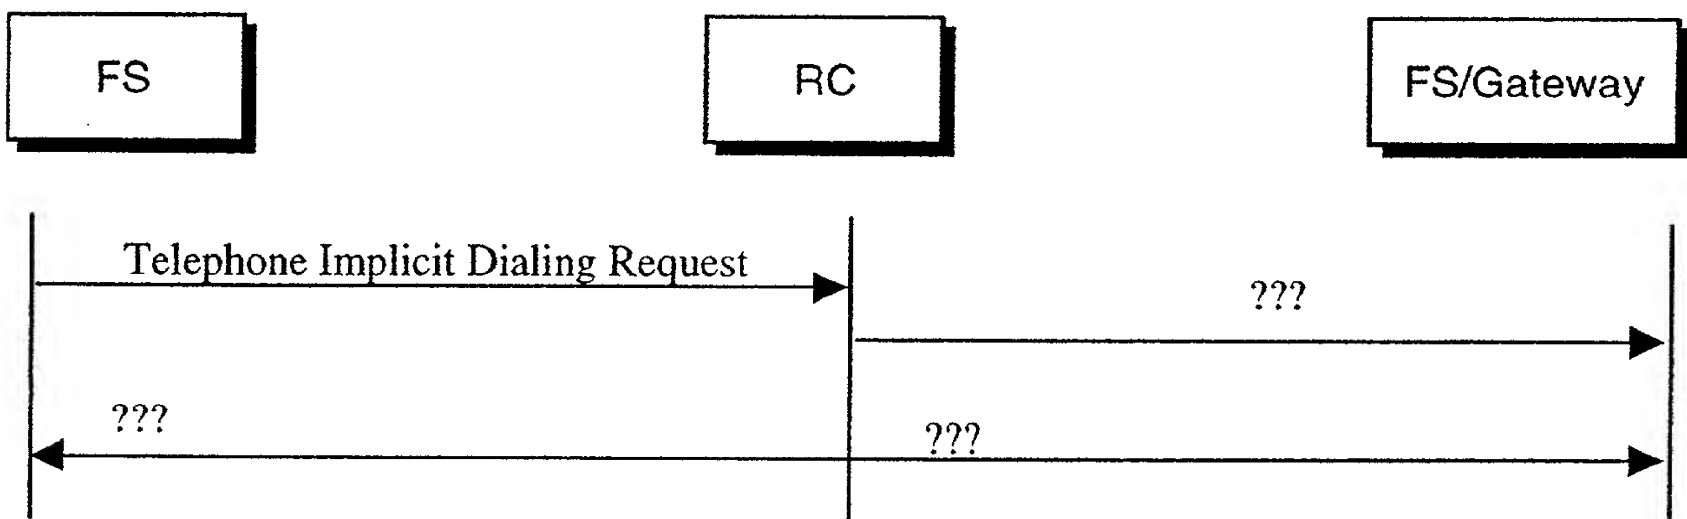 FS
RC
FS/Gateway
Telephone Implicit Dialing Request
???
???
???